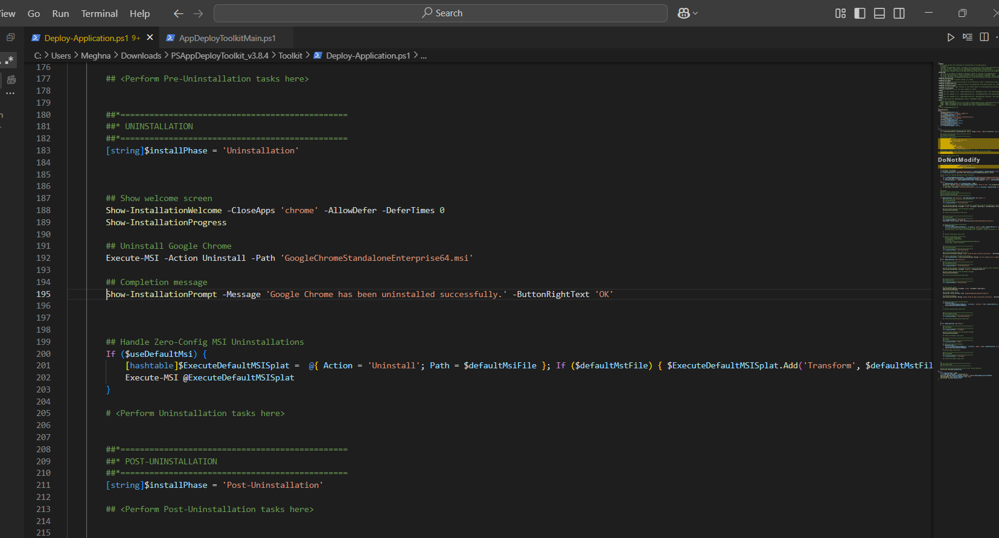 iew Go Run Terminal Help Search
Deploy-Application.ps1 9+ AppDeployToolkitMain.ps1
C: > Users > Meghna > Downloads > PSAppDeployToolkit_v3.8.4 > Toolkit > Deploy-Application.ps1 > ...
176
177 ## <Perform Pre-Uninstallation tasks here>
178
179
180 ##*===============================================
181 ##* UNINSTALLATION
182 ##*===============================================
183 [string]$installPhase = 'Uninstallation'
184
185
186
187 ## Show welcome screen
188 Show-InstallationWelcome -CloseApps 'chrome' -AllowDefer -DeferTimes 0
189 Show-InstallationProgress
190
191 ## Uninstall Google Chrome
192 Execute-MSI -Action Uninstall -Path 'GoogleChromeStandaloneEnterprise64.msi'
193
194 ## Completion message
195 Show-InstallationPrompt -Message 'Google Chrome has been uninstalled successfully.' -ButtonRightText 'OK'
196
197
198
199 ## Handle Zero-Config MSI Uninstallations
200 If ($useDefaultMsi) {
201 [hashtable]$ExecuteDefaultMSISplat =  @{ Action = 'Uninstall'; Path = $defaultMsiFile }; If ($defaultMstFile) { $ExecuteDefaultMSISplat.Add('Transform', $defaultMstFil
202 Execute-MSI @ExecuteDefaultMSISplat
203 }
204
205 # <Perform Uninstallation tasks here>
206
207
208 ##*===============================================
209 ##* POST-UNINSTALLATION
210 ##*===============================================
211 [string]$installPhase = 'Post-Uninstallation'
212
213 ## <Perform Post-Uninstallation tasks here>
214
215
DoNotModify